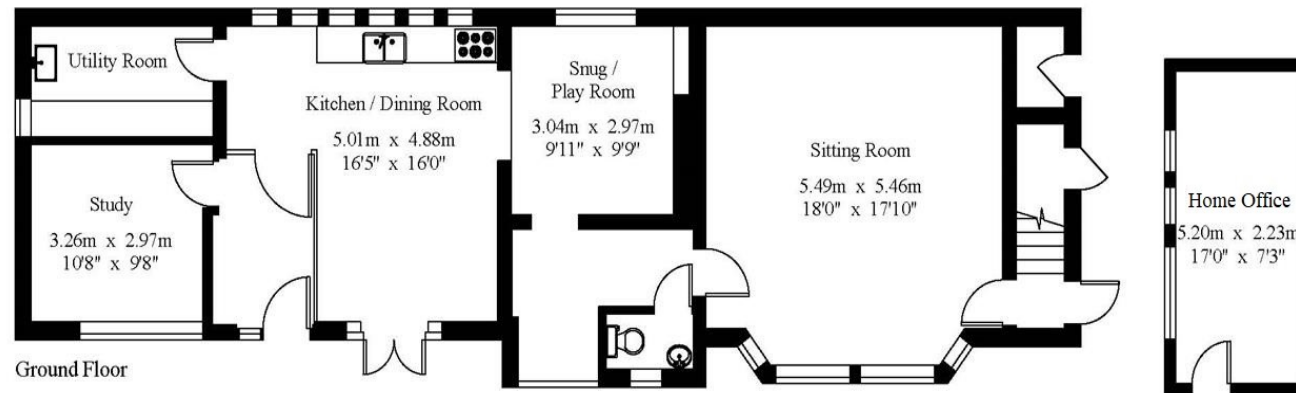 Utility Room
Kitchen / Dining Room
5.01m x 4.88m
16'5" x 16'0"
Snug /
Play Room
3.04m x 2.97m
9'11" x 9'9"
Sitting Room
5.49m x 5.46m
18'0" x 17'10"
Study
3.26m x 2.97m
10'8" x 9'8"
Home Office
5.20m x 2.23m
17'0" x 7'3"
Ground Floor